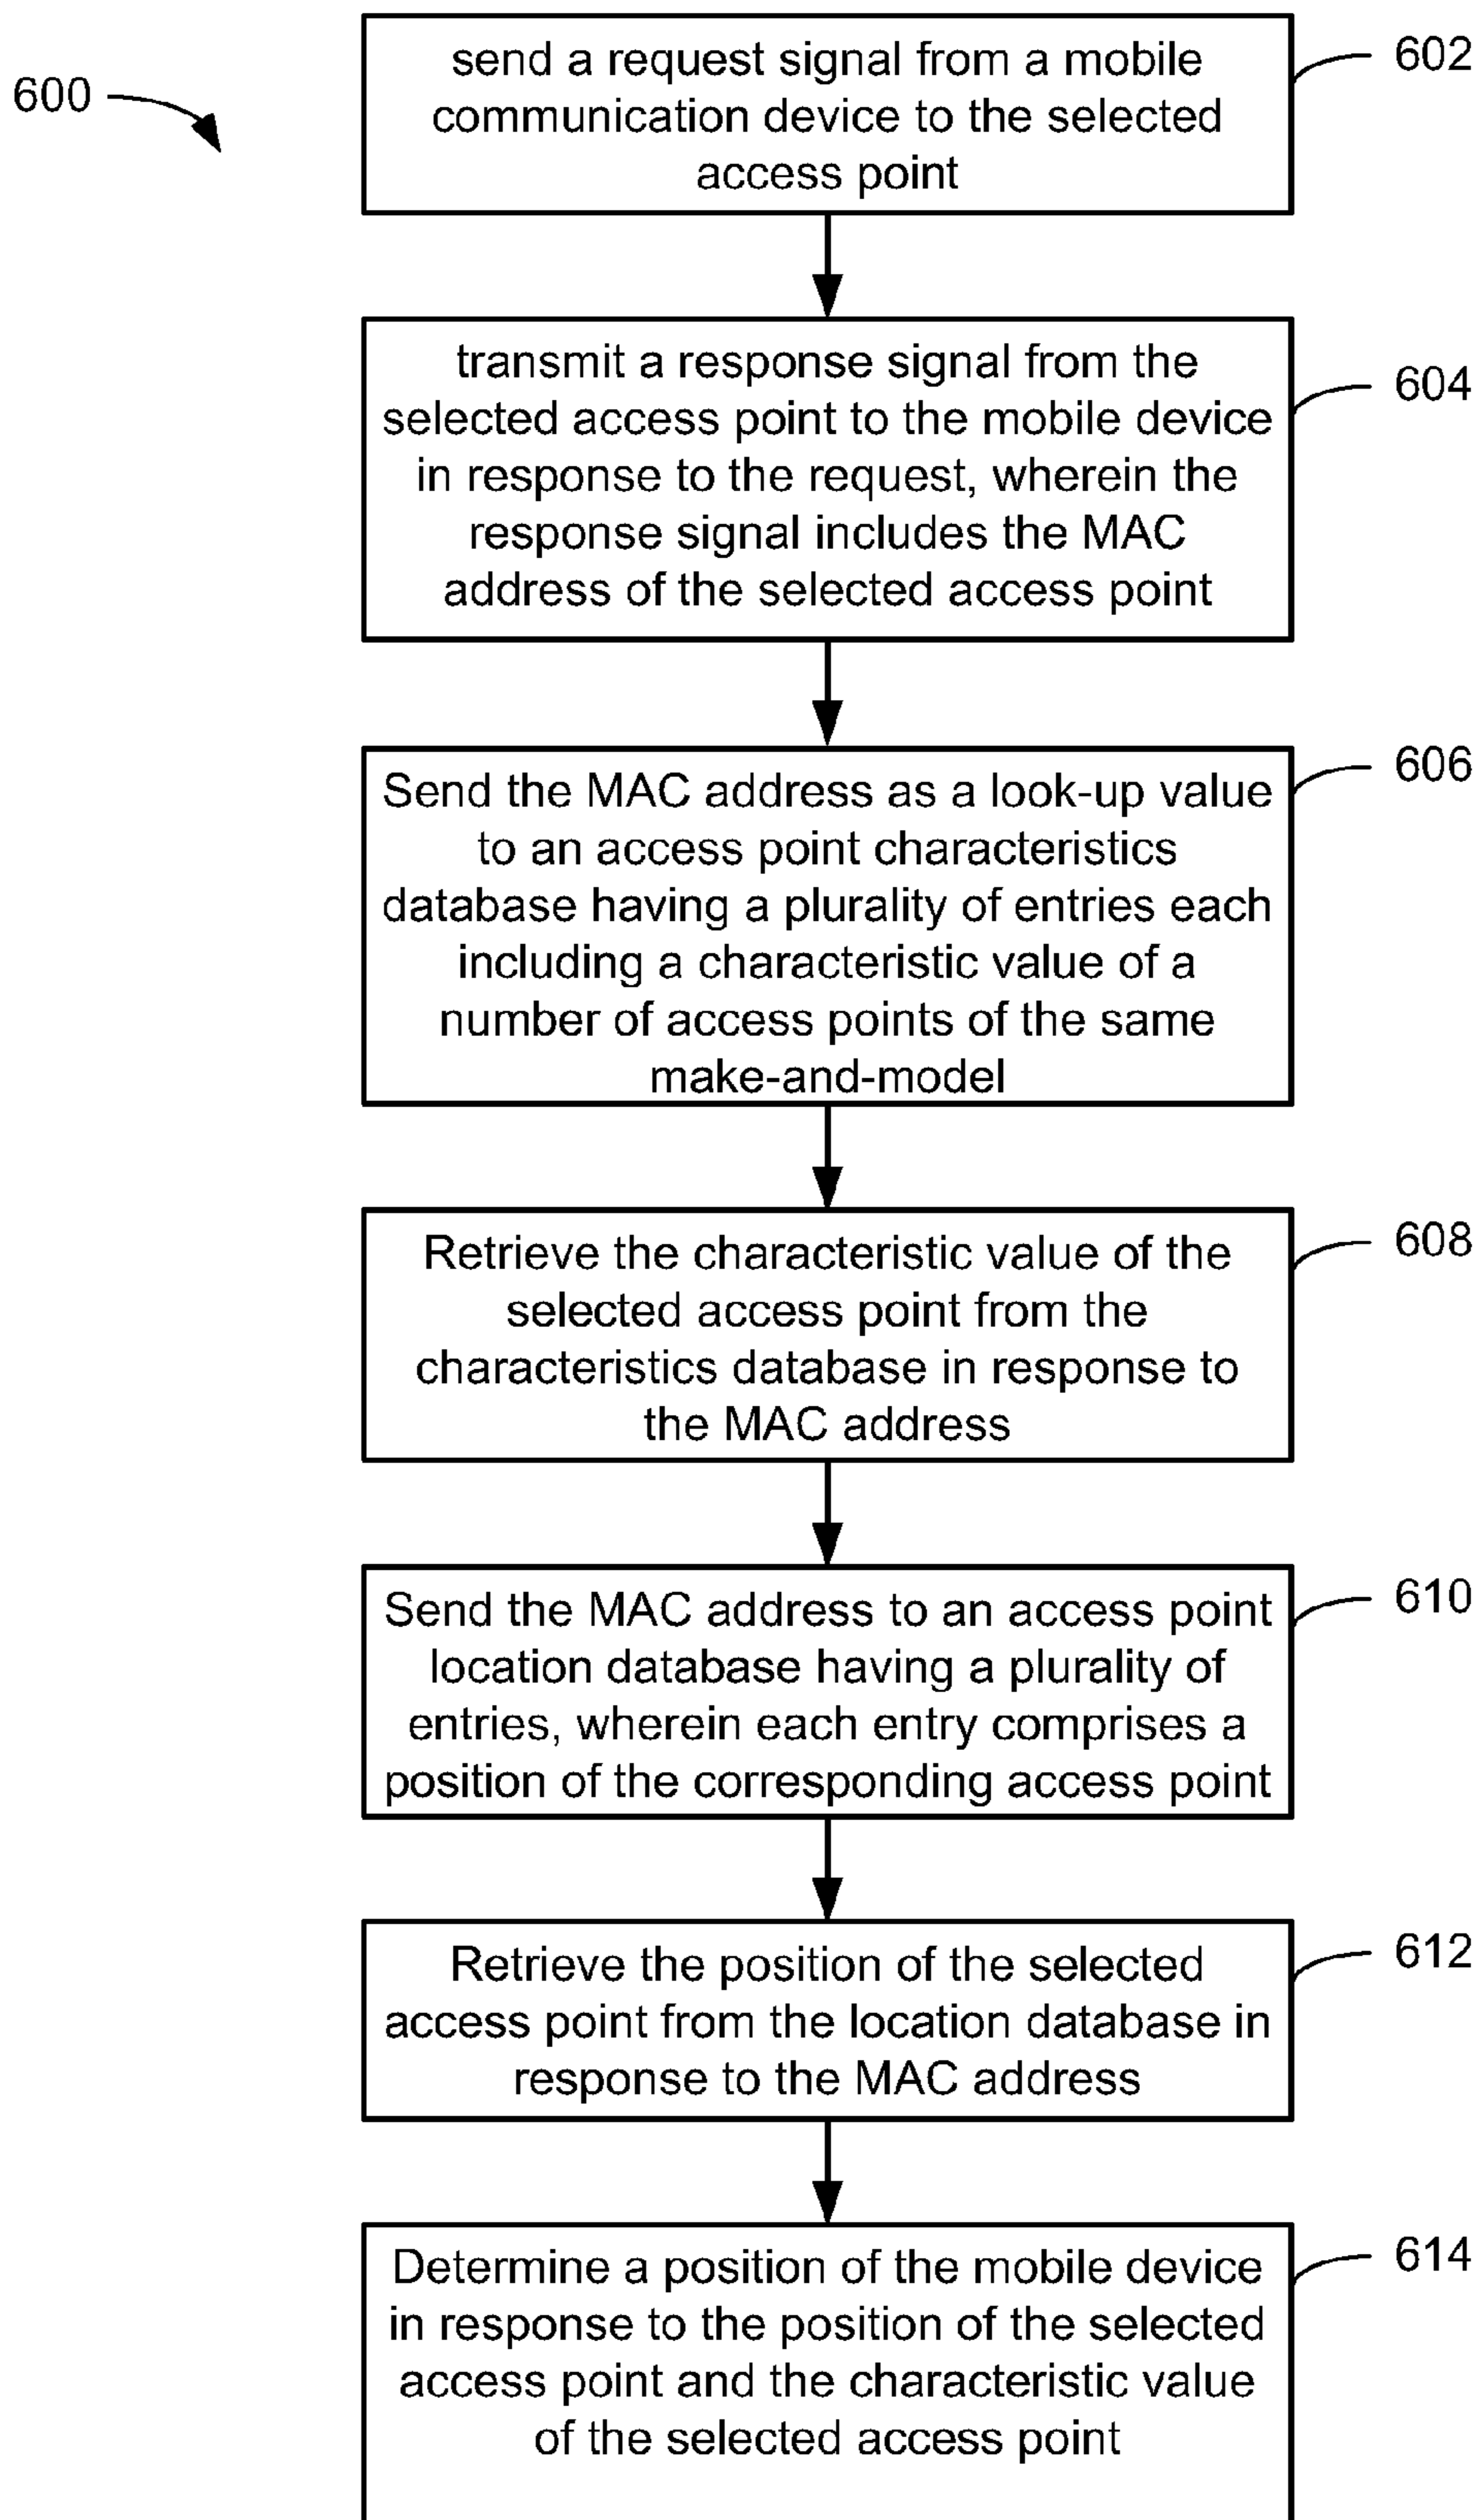 600
send a request signal from a mobile
communication device to the selected
access point
602
transmit a response signal from the
selected access point to the mobile device
in response to the request, wherein the
response signal includes the MAC
address of the selected access point
604
Send the MAC address as a look-up value
to an access point characteristics
database having a plurality of entries each
including a characteristic value of a
number of access points of the same
make-and-model
606
Retrieve the characteristic value of the
selected access point from the
characteristics database in response to
the MAC address
608
Send the MAC address to an access point
location database having a plurality of
entries, wherein each entry comprises a
position of the corresponding access point
610
Retrieve the position of the selected
access point from the location database in
response to the MAC address
612
Determine a position of the mobile device
in response to the position of the selected
access point and the characteristic value
of the selected access point
614